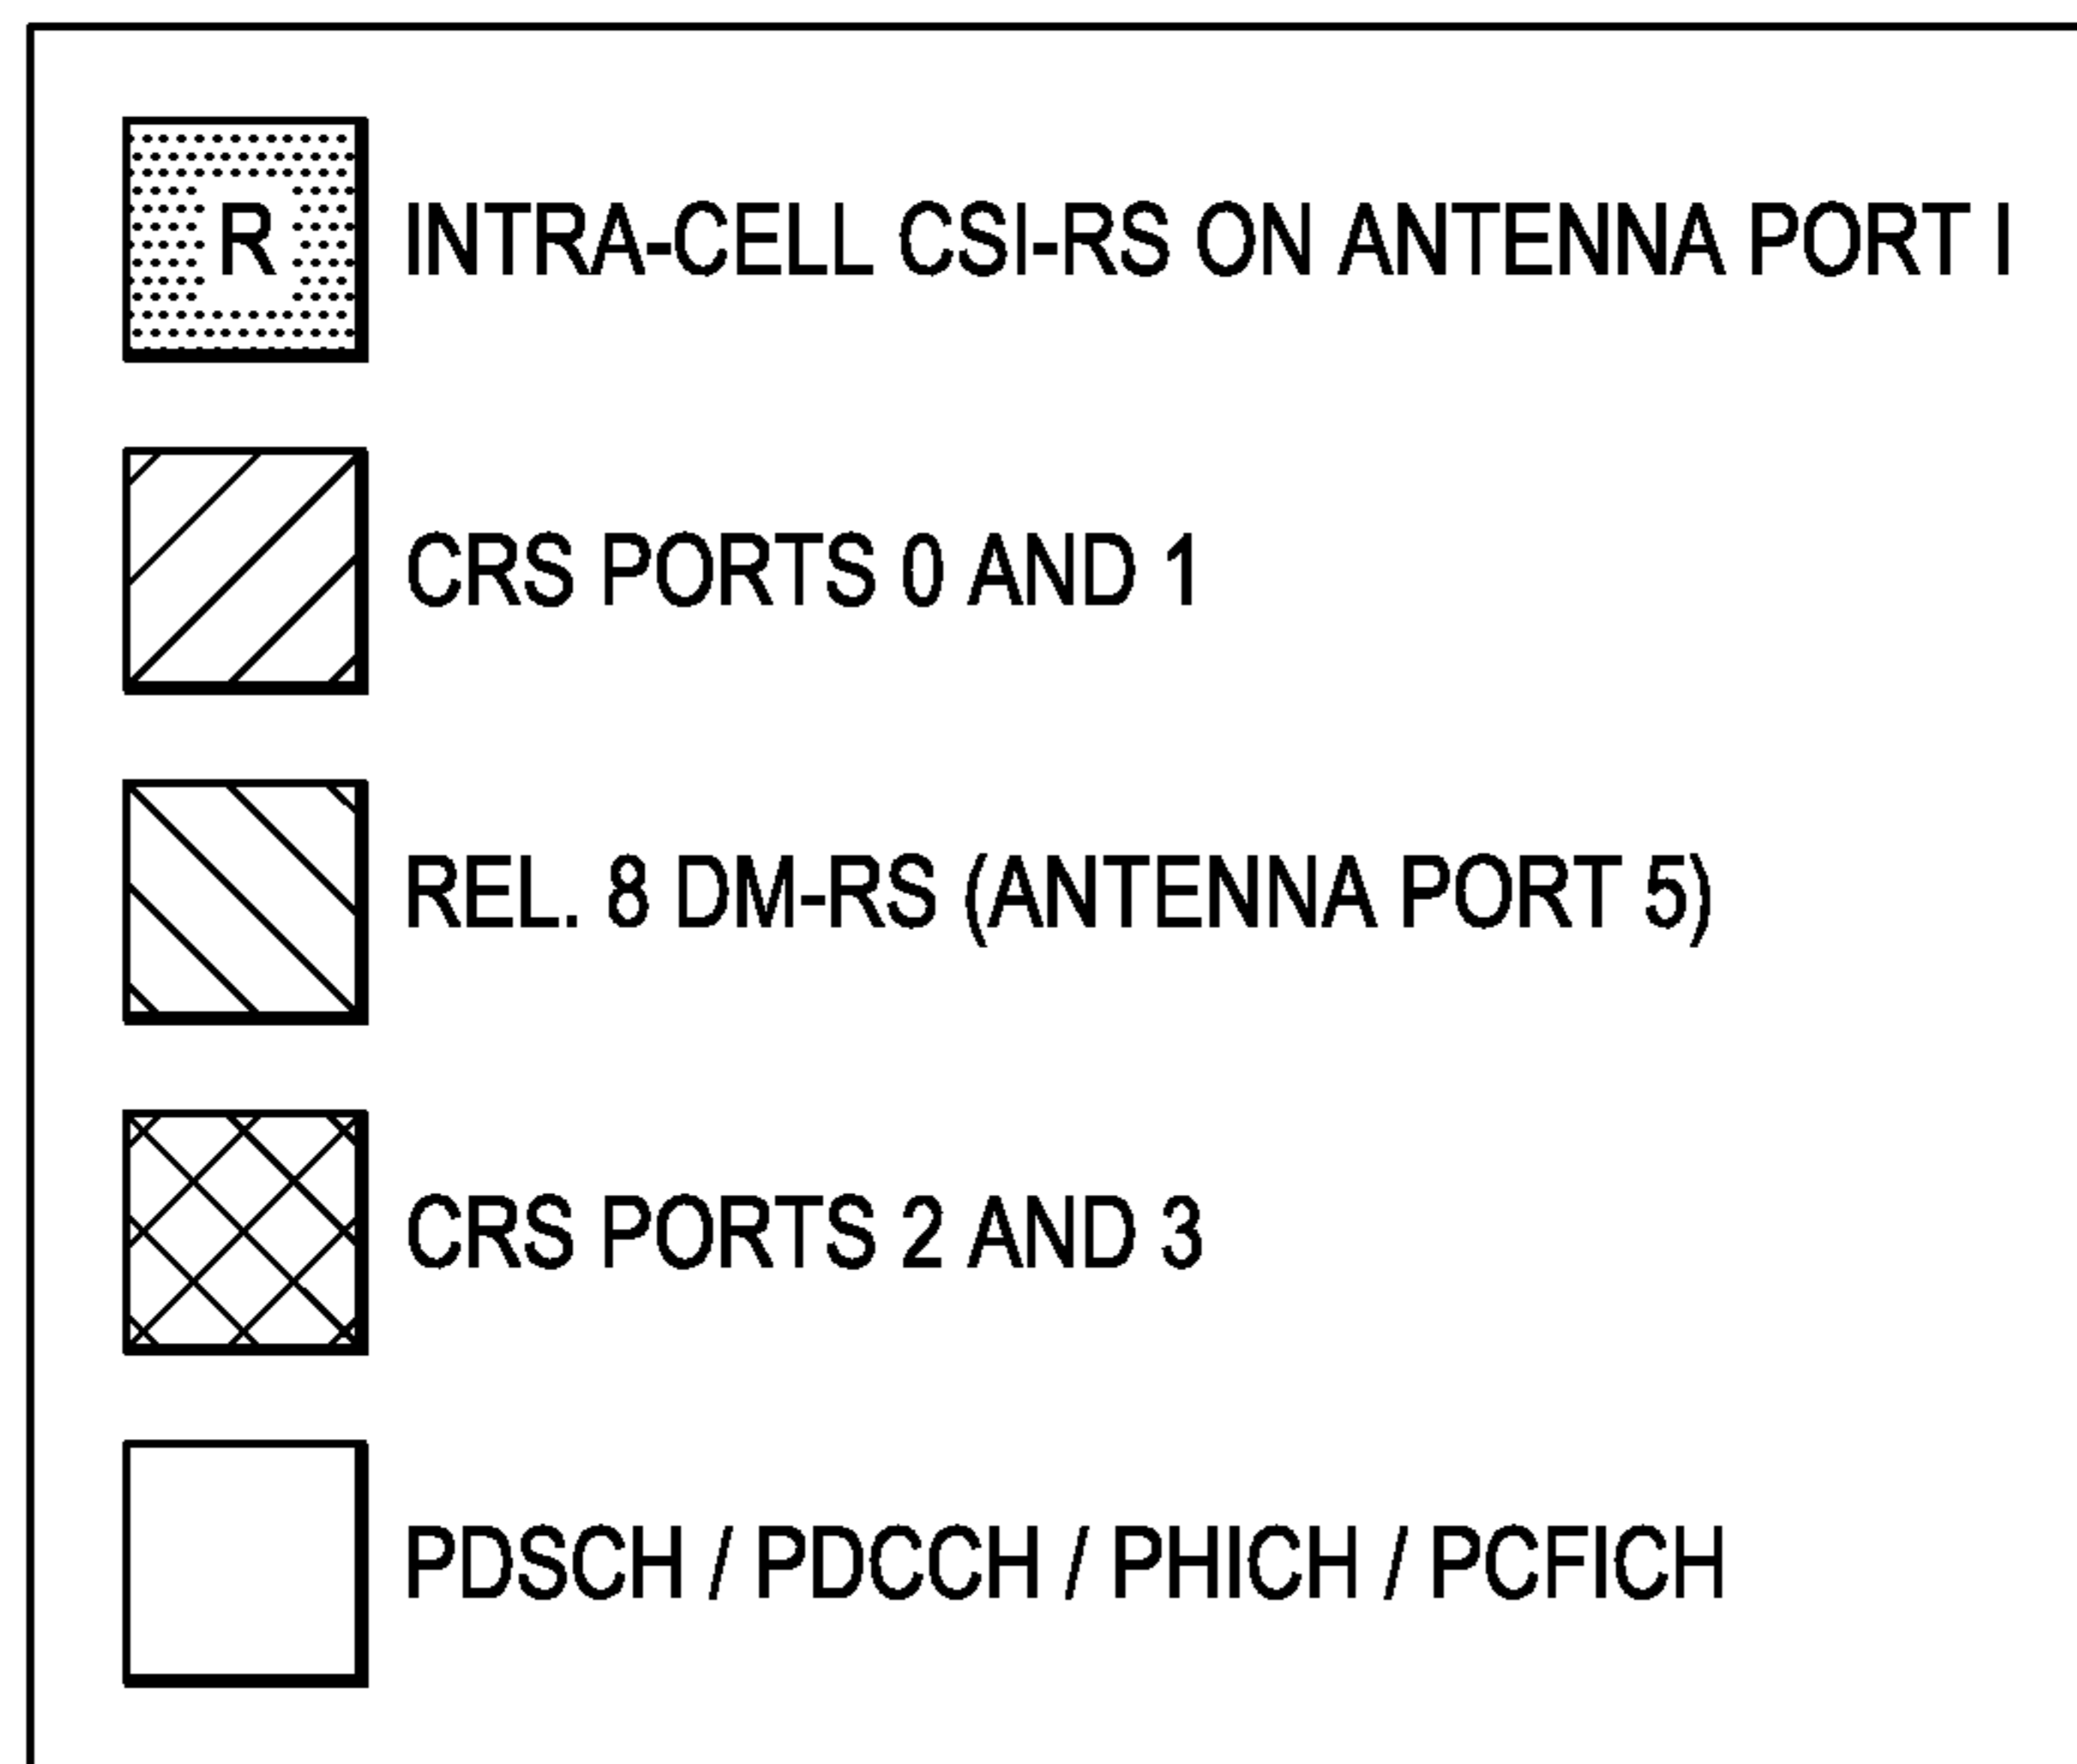 R INTRA-CELL CSI-RS ON ANTENNA PORT I
CRS PORTS 0 AND 1
REL. 8 DM-RS (ANTENNA PORT 5)
CRS PORTS 2 AND 3
PDSCH / PDCCH / PHICH / PCFICH